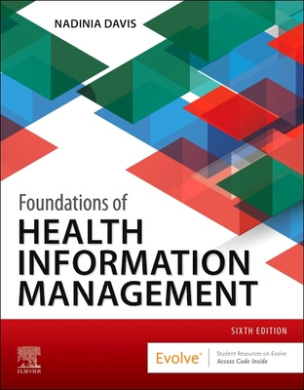 NADINIA DAVIS
Foundations of
HEALTH
INFORMATION
MANAGEMENT
SIXTH EDITION
ELSEVIER
Evolve®
Student Resources on Evolve
Access Code Inside